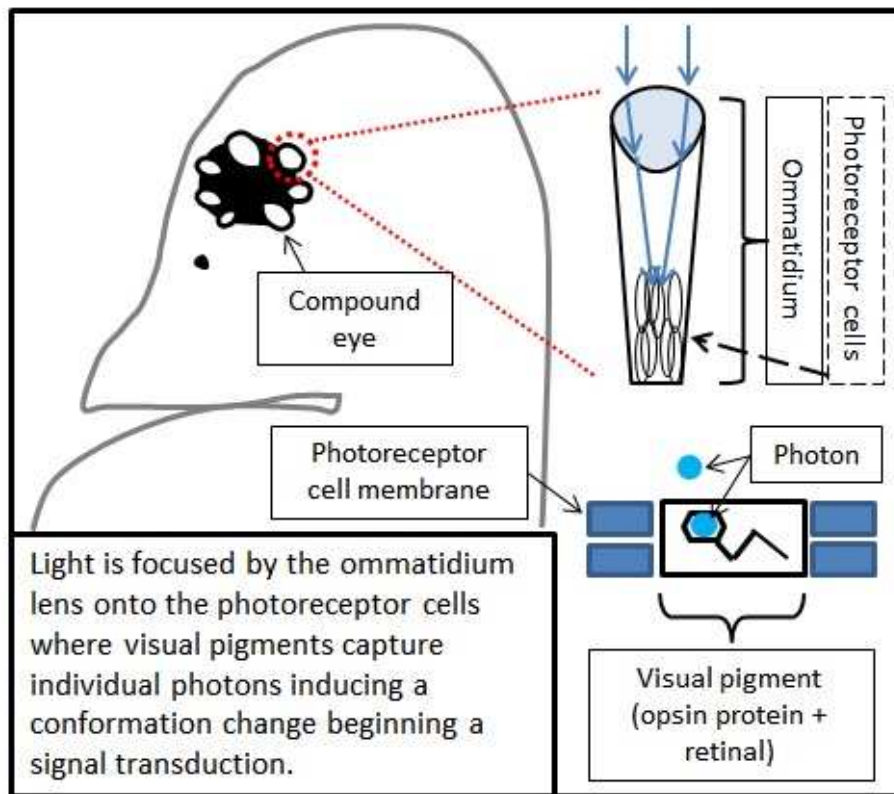 Compound
eye
Ommatidium
Photoreceptor cells
Photoreceptor
cell membrane
Photon
Light is focused by the ommatidium
lens onto the photoreceptor cells
where visual pigments capture
individual photons inducing a
conformation change beginning a
signal transduction.
Visual pigment
(opsin protein +
retinal)